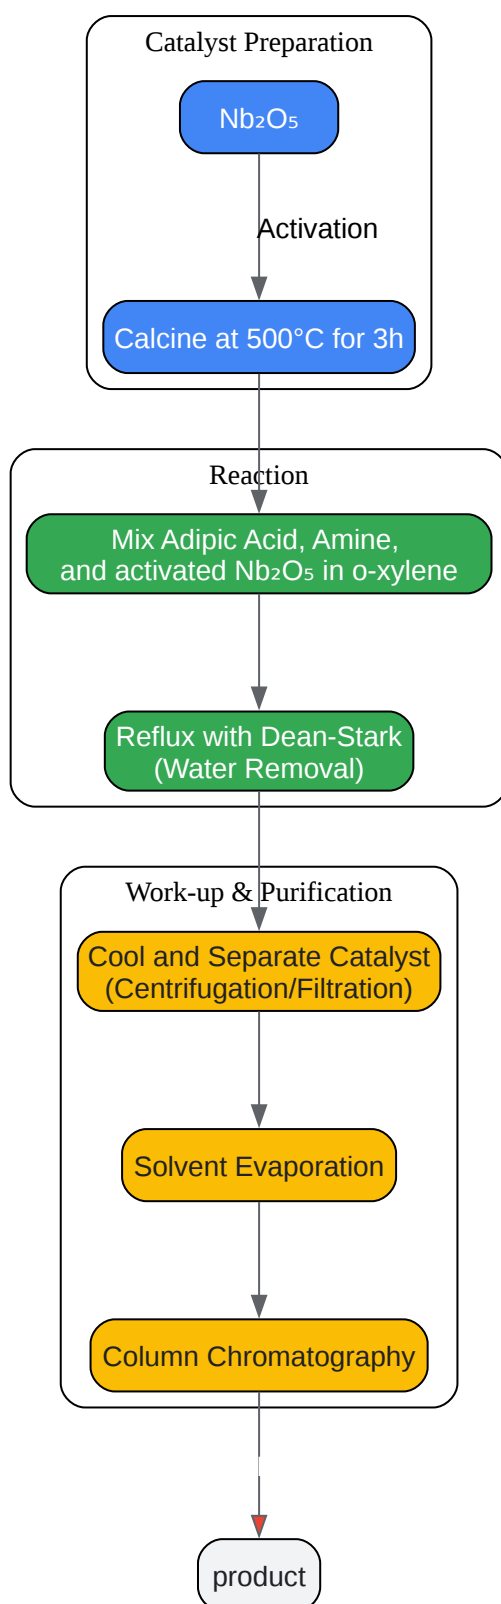 Catalyst Preparation
Nb₂O₅
Activation
Calcine at 500°C for 3h
Reaction
Mix Adipic Acid, Amine,
and activated Nb₂O₅ in o-xylene
Reflux with Dean-Stark
(Water Removal)
Work-up & Purification
Cool and Separate Catalyst
(Centrifugation/Filtration)
Solvent Evaporation
Column Chromatography
product